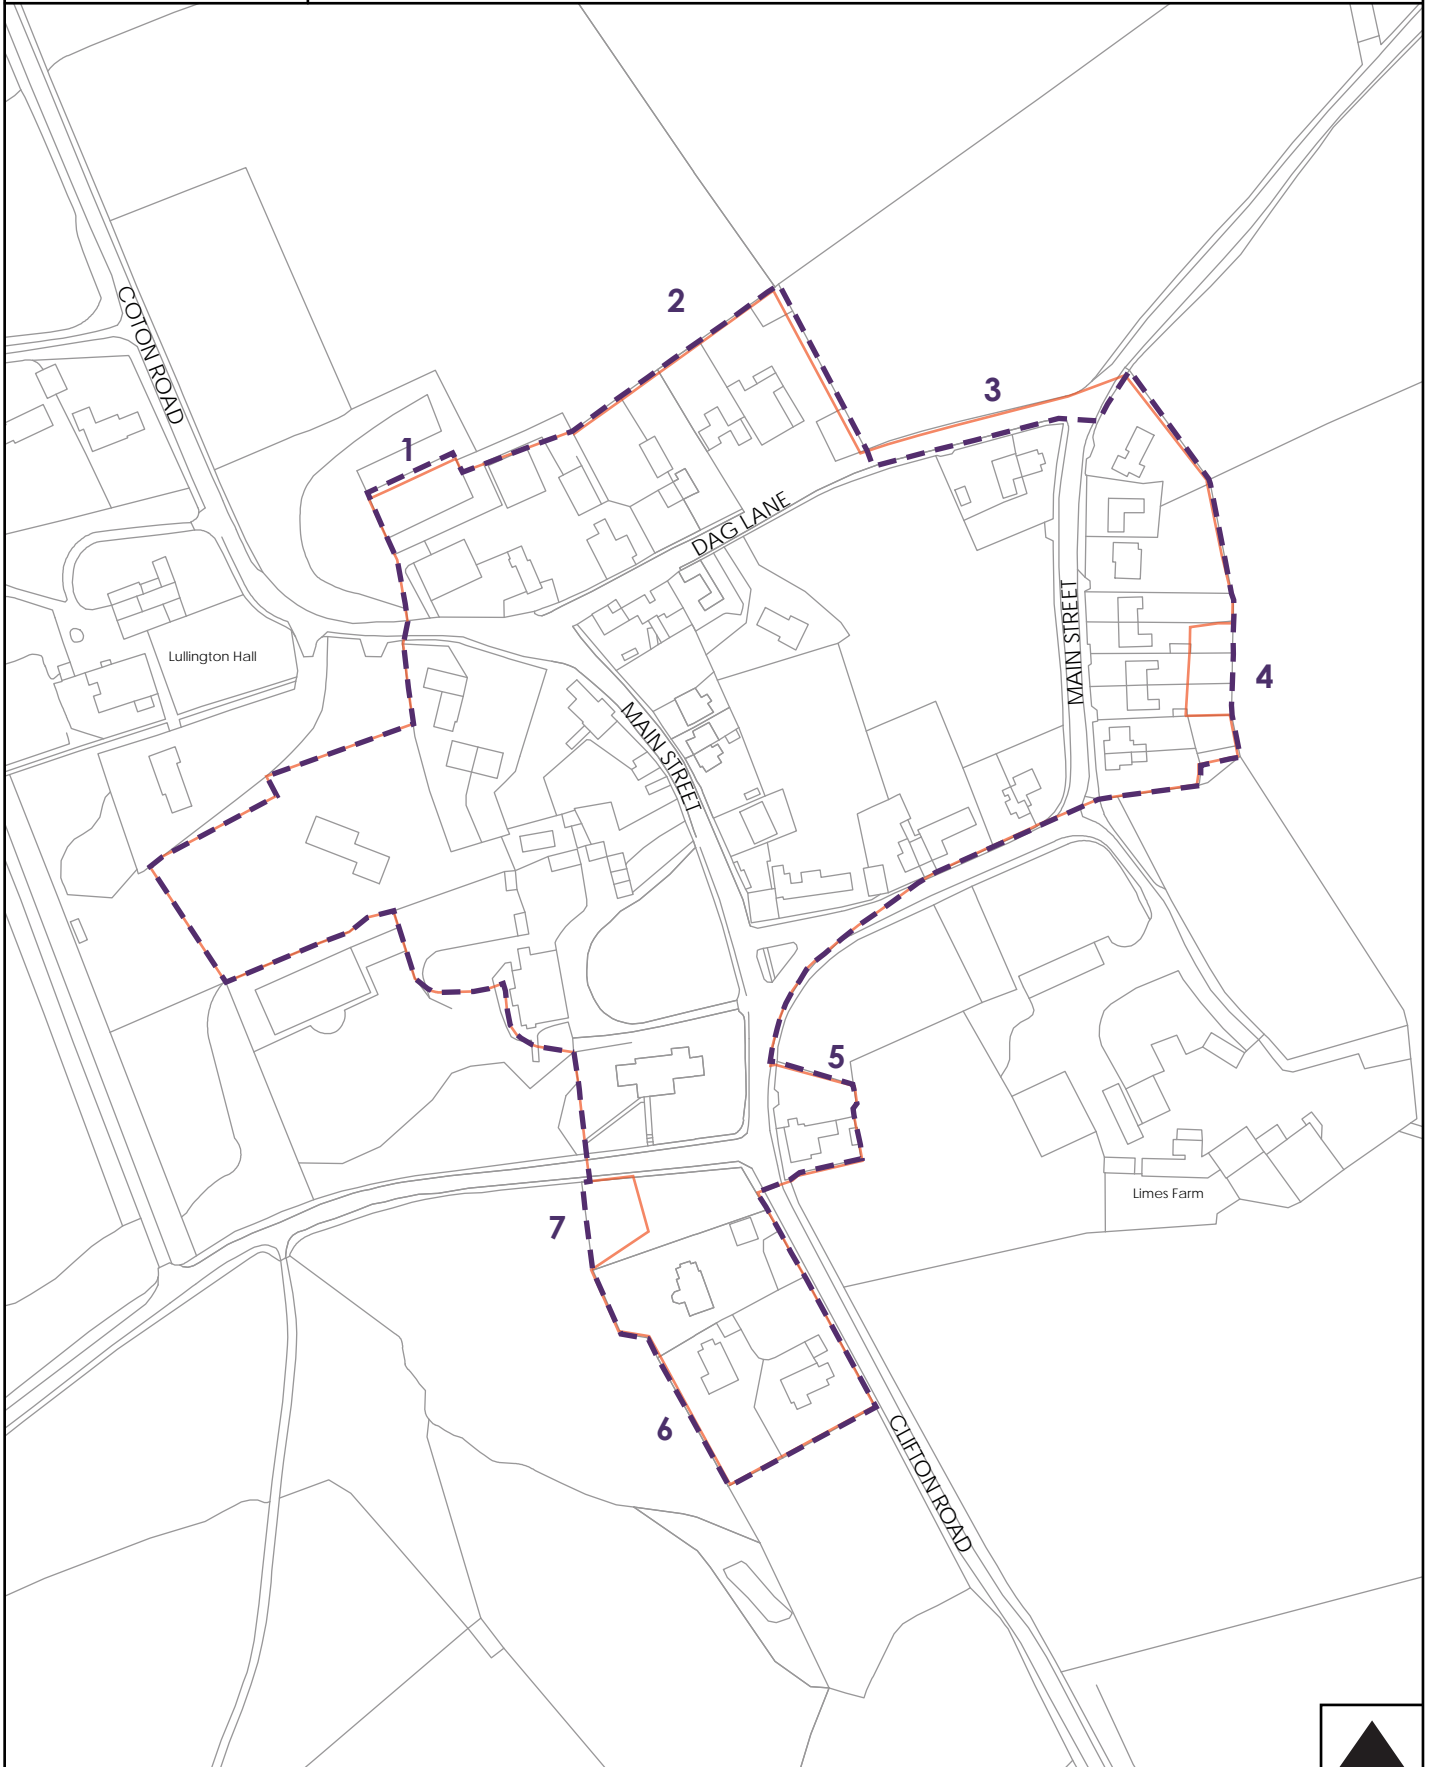 2
COTON ROAD
3
1
DAG LANE
MAIN STREET
Lullington Hall
4
MAIN STREET
5
Limes Farm
7
6
CLIFTON ROAD